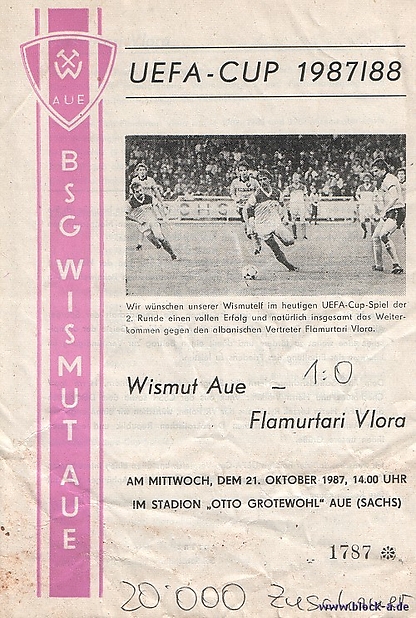 W
AUE
BSG WISMUT AUE
UEFA-CUP 1987/88
Wir wünschen unserer Wismutelf im heutigen UEFA-Cup-Spiel der
2. Runde einen vollen Erfolg und natürlich insgesamt das Weiter-
kommen gegen den albanischen Vertreter Flamurtari Vlora.
Wismut Aue – 1:0
Flamurtari Vlora
AM MITTWOCH, DEM 21. OKTOBER 1987, 14.00 UHR
IM STADION „OTTO GROTEWOHL" AUE (SACHS)
1787
20'000 Zuschauer
www.block-a.de